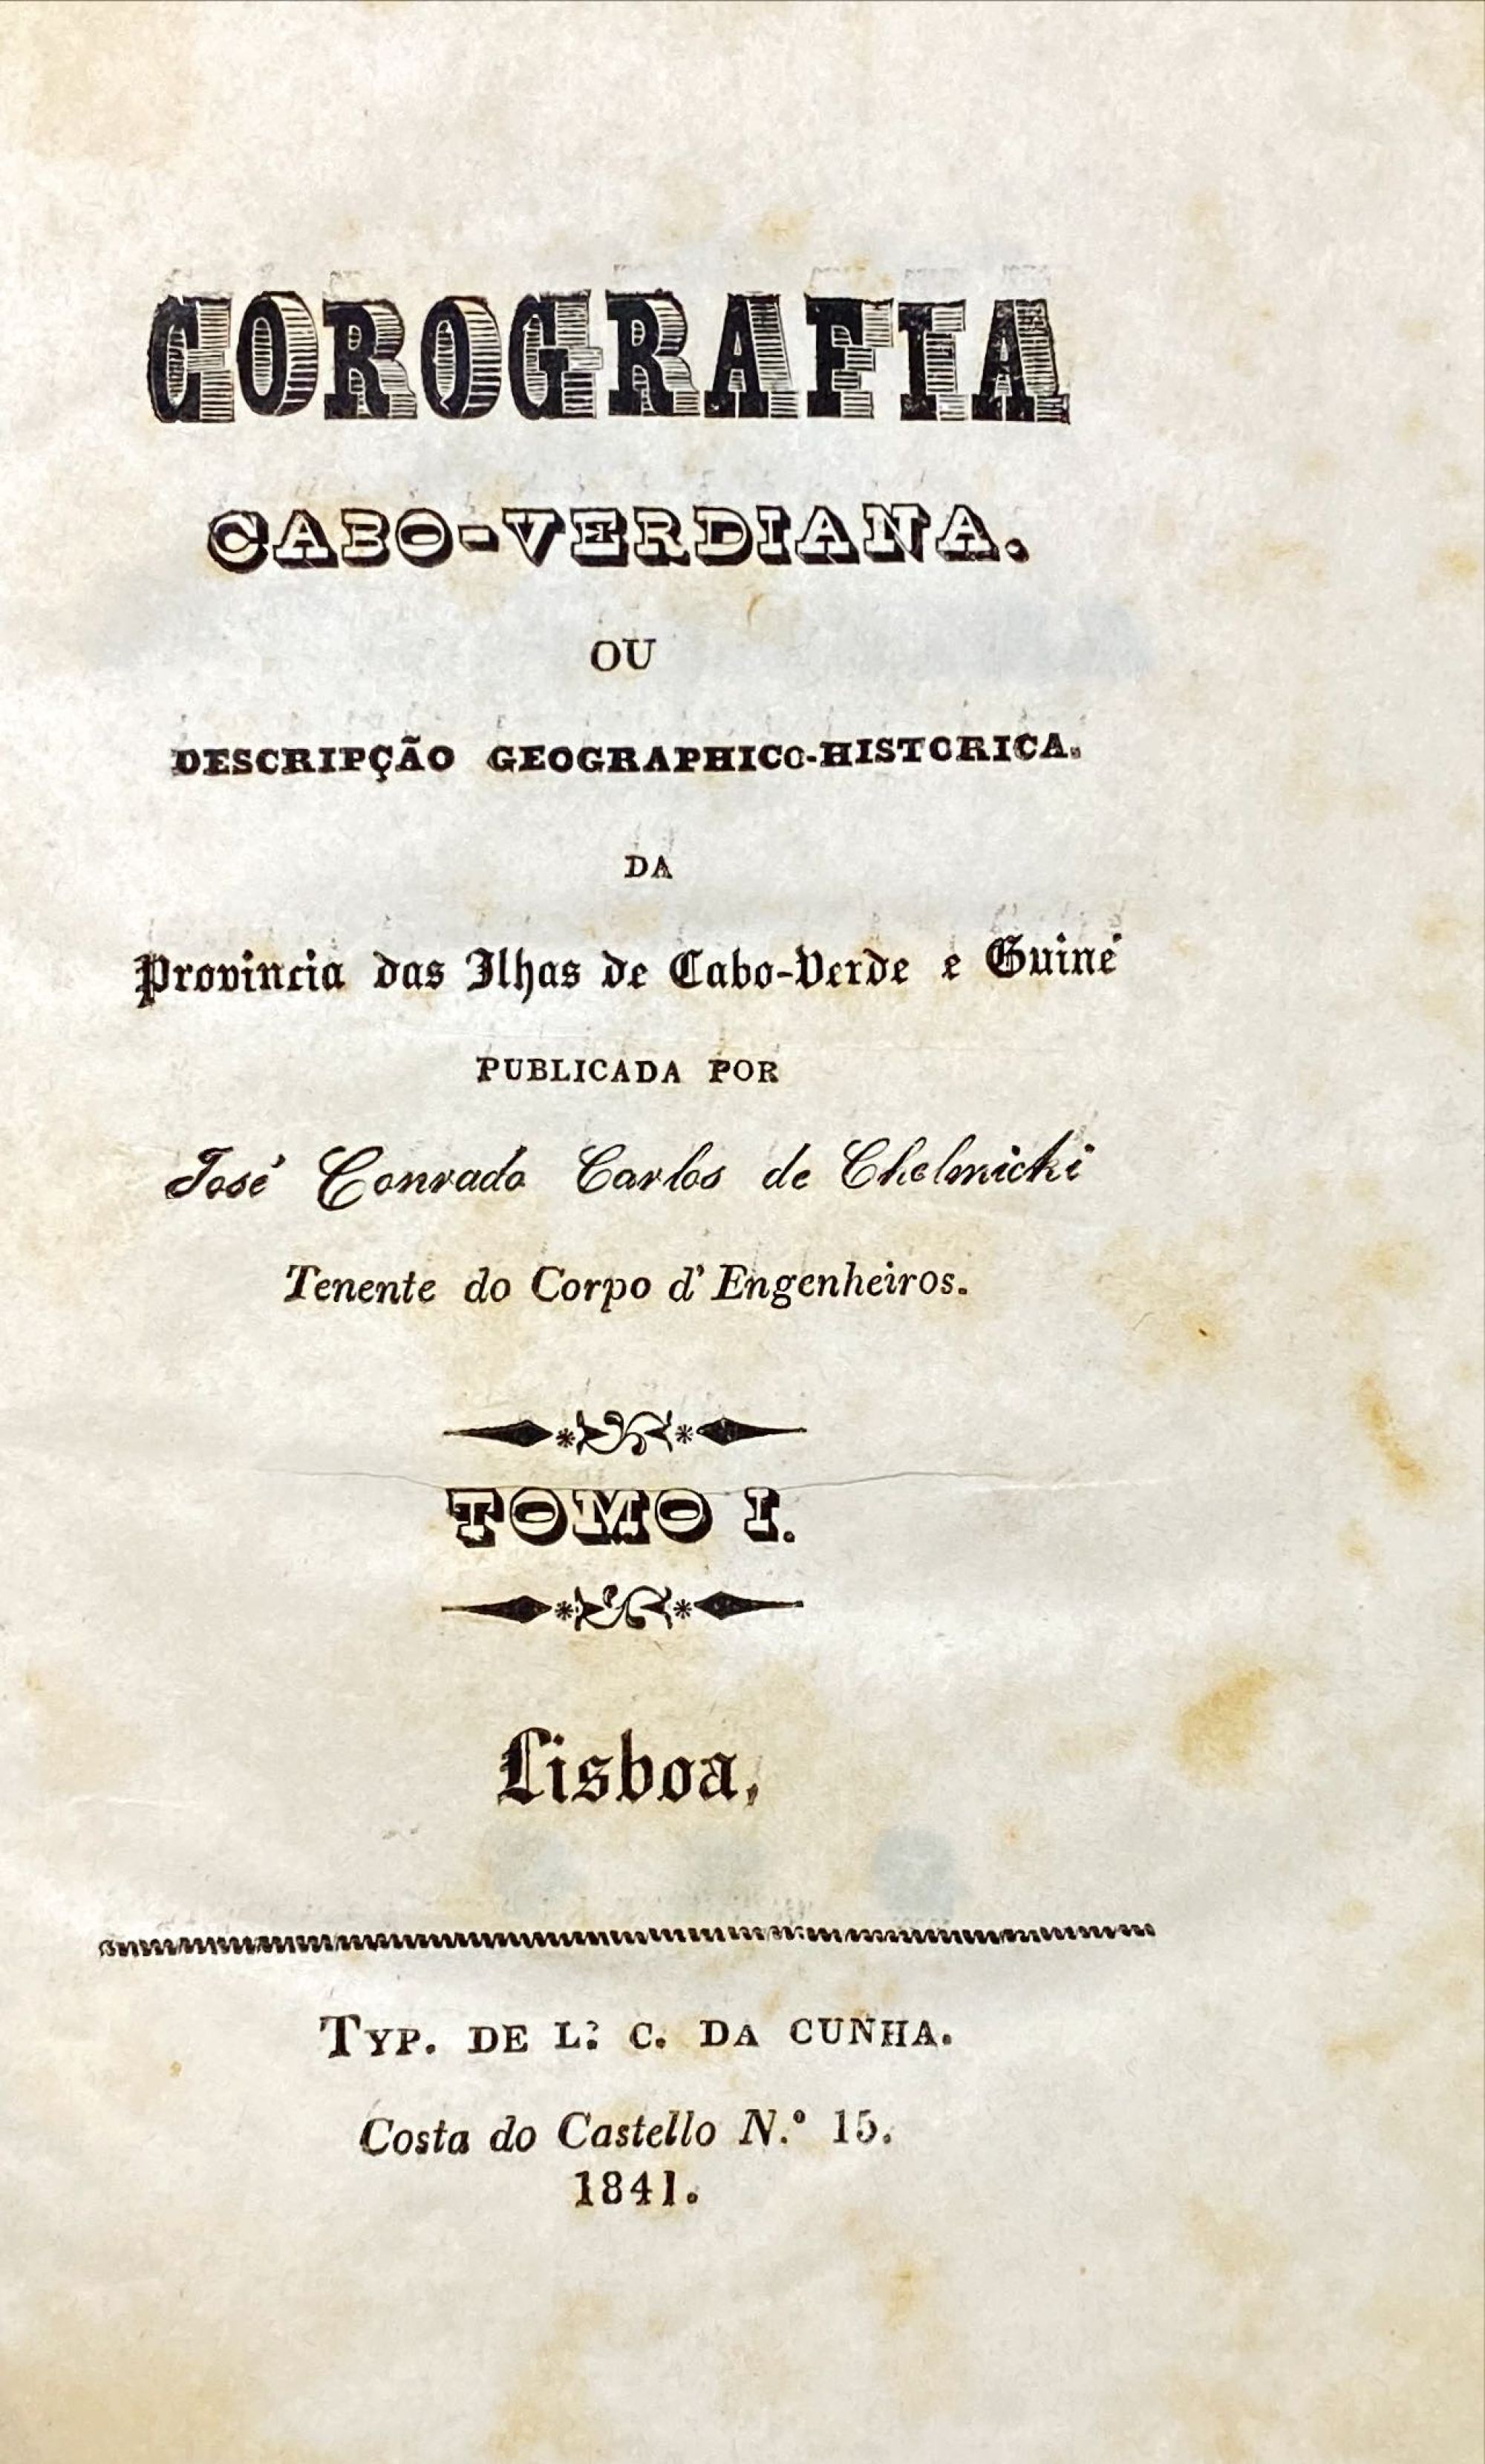 COROGRAFIA
CABO-VERDIANA.
OU
DESCRIPÇÃO GEOGRAPHICO-HISTORICA.
DA
Provincia das Ilhas de Cabo-Verde e Guiné
PUBLICADA POR
José Conrado Carlos de Chelmicki
Tenente do Corpo d' Engenheiros.
TOMO I.
Lisboa,
TYP. DE L.ª C. DA CUNHA.
Costa do Castello N.º 15.
1841.